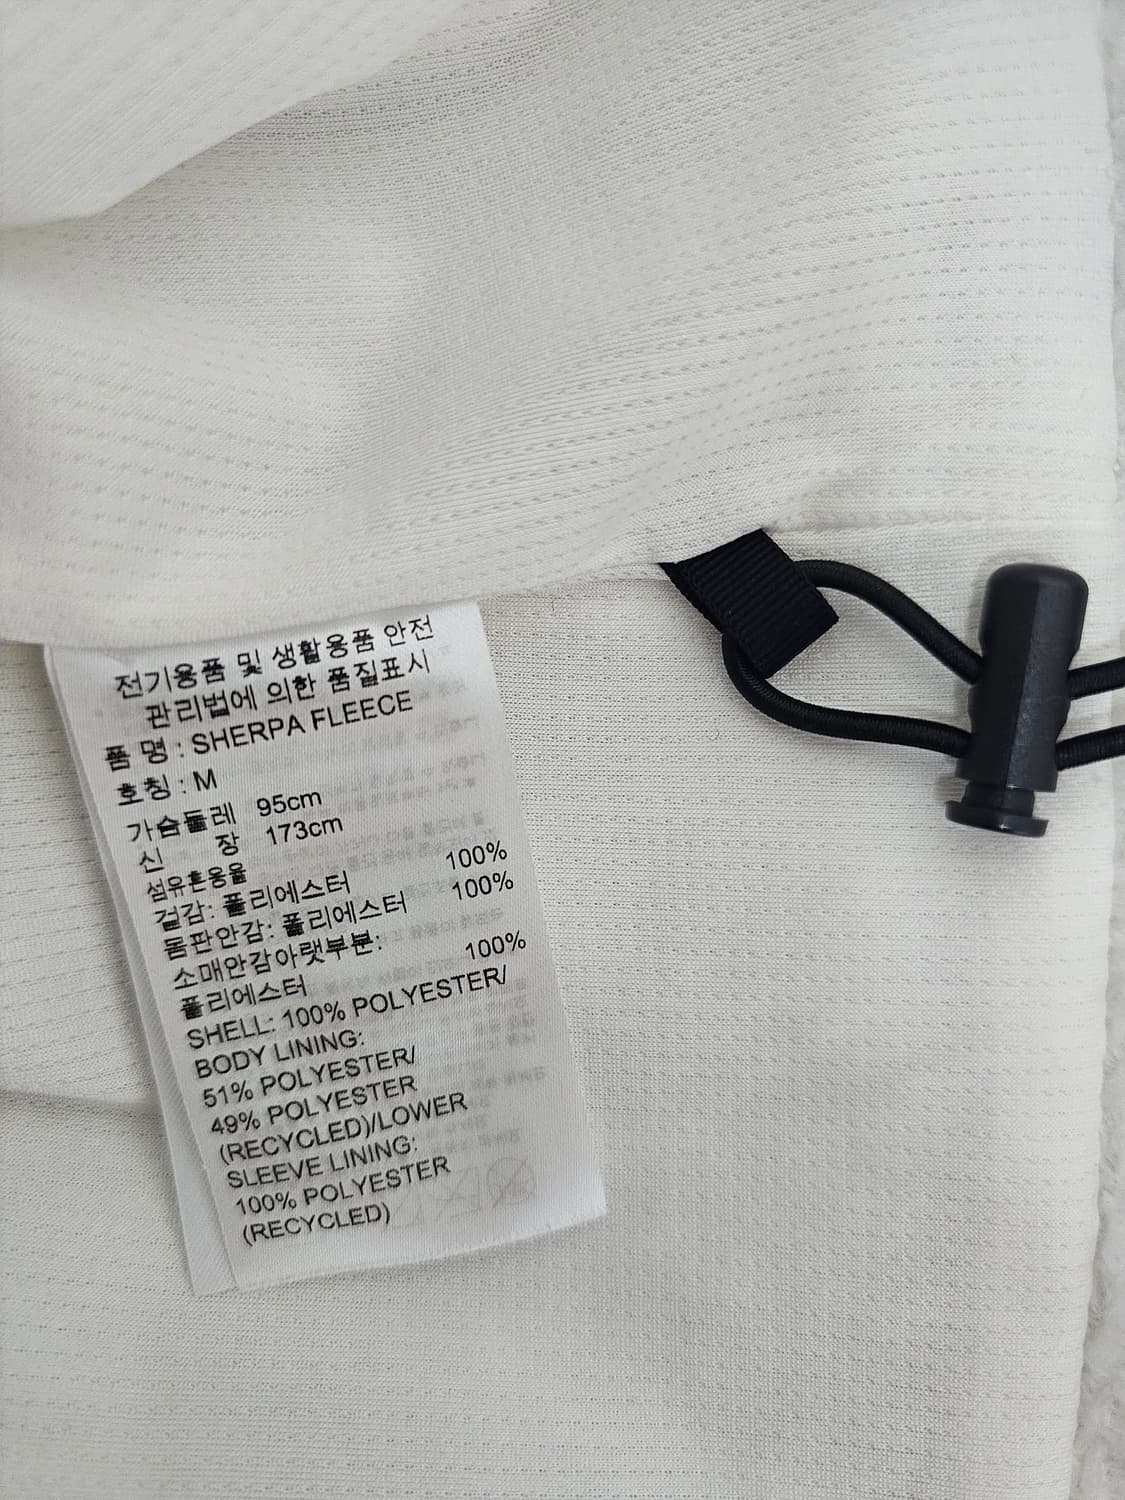 전기용품 및 생활용품 안전
관리법에 의한 품질표시
품 명 : SHERPA FLEECE
호칭 : M
가슴둘레 95cm
신 장 173cm
섬유혼용율
겉감: 폴리에스터 100%
몸판안감: 폴리에스터 100%
소매안감아랫부분:
폴리에스터 100%
SHELL: 100% POLYESTER/
BODY LINING:
51% POLYESTER/
49% POLYESTER
(RECYCLED)/LOWER
SLEEVE LINING:
100% POLYESTER
(RECYCLED)